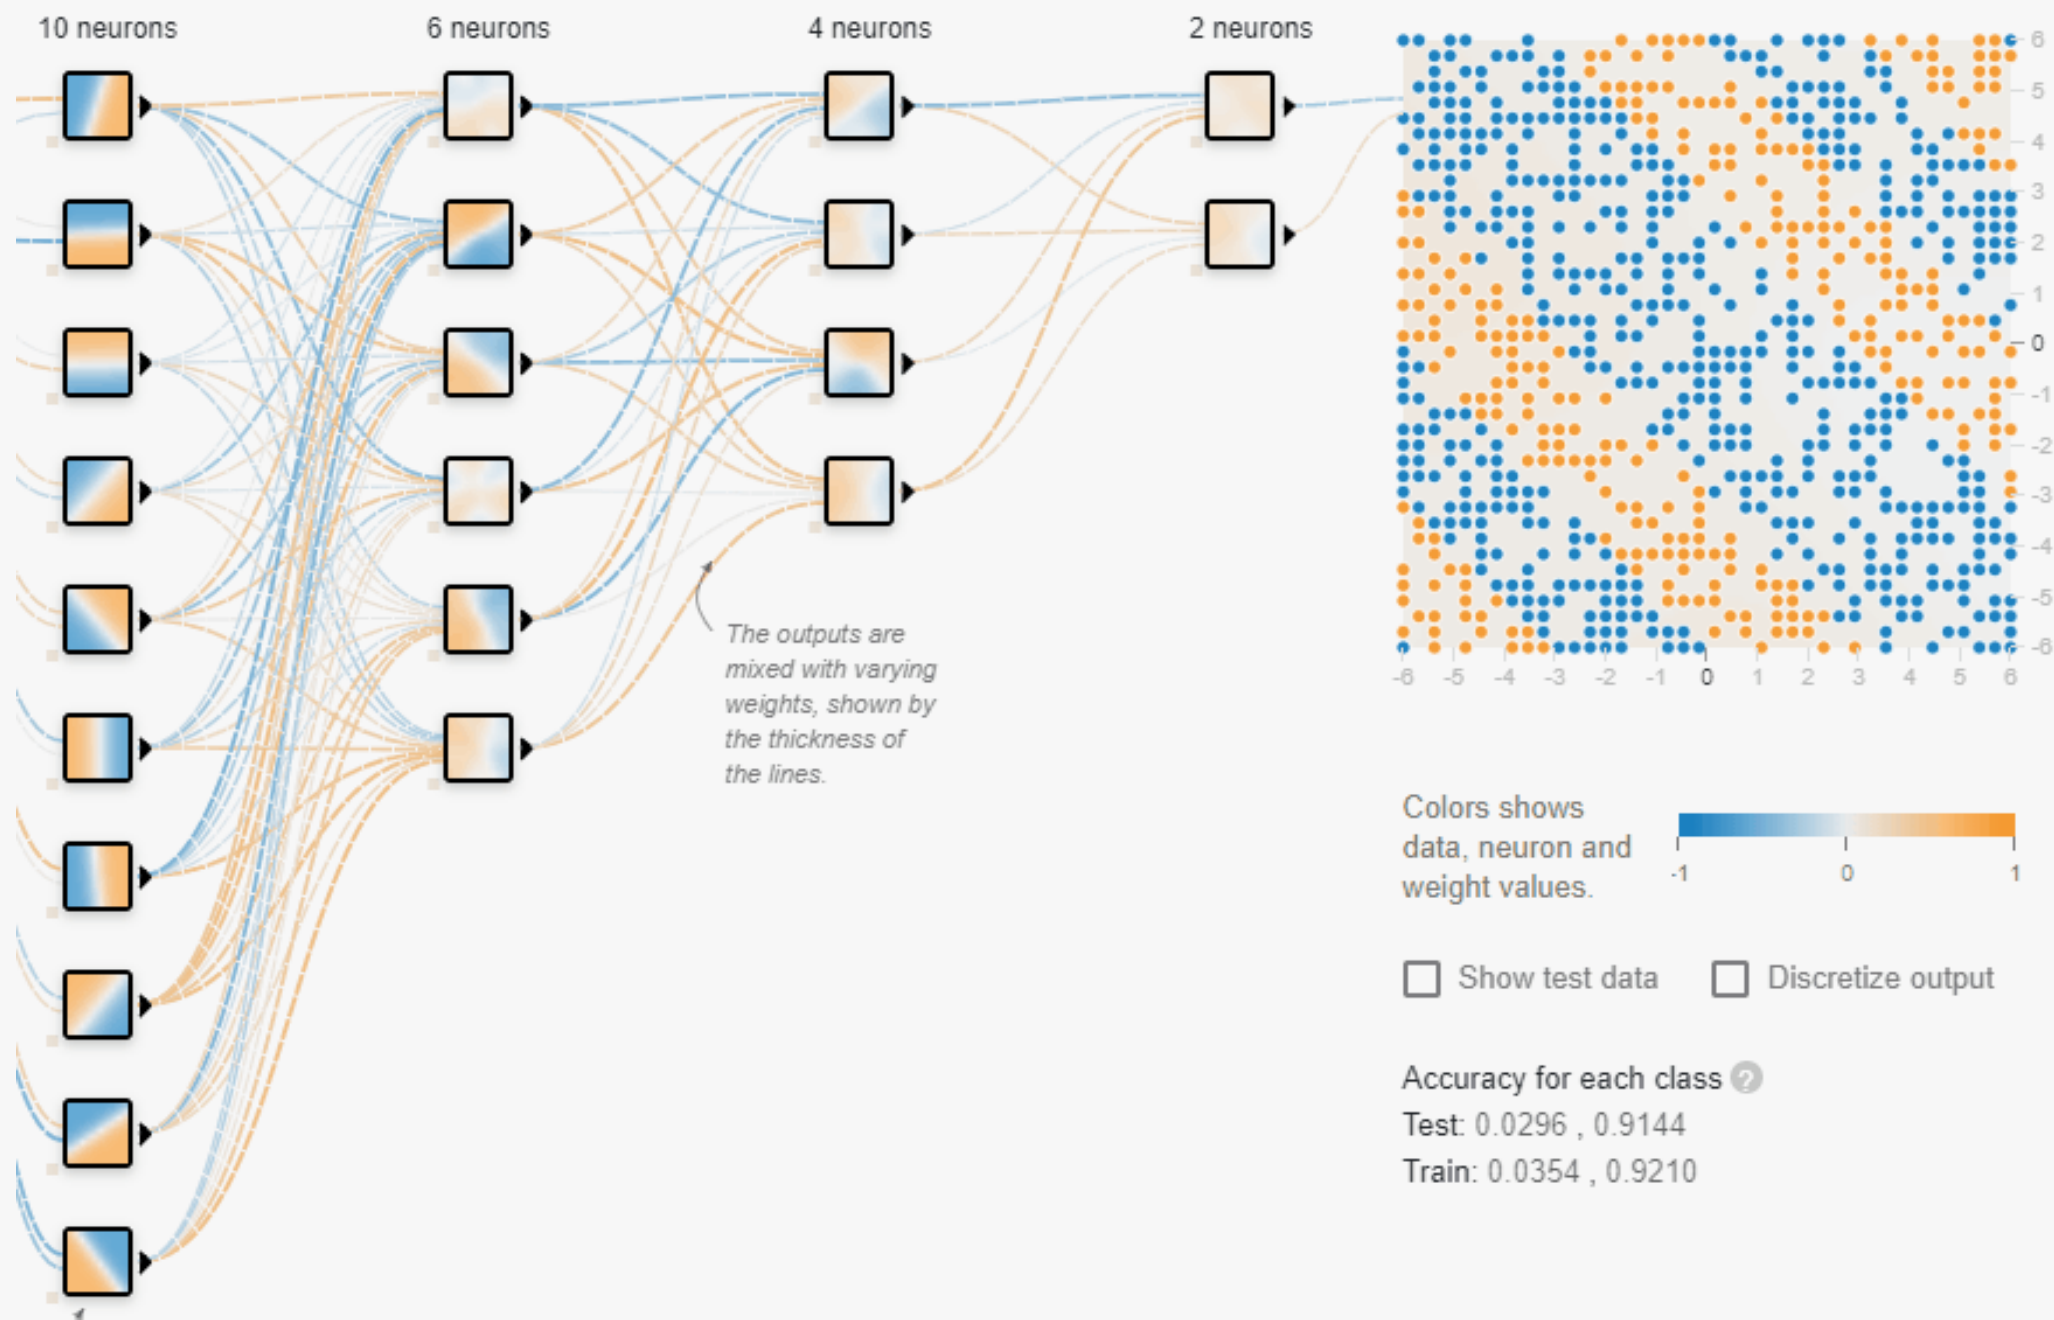 10 neurons
6 neurons
4 neurons
2 neurons
6
5
4
3
2
1
0
-1
-2
-3
-4
-5
-6
-6 -5 -4 -3 -2 -1 0 1 2 3 4 5 6
The outputs are
mixed with varying
weights, shown by
the thickness of
the lines.
Colors shows
data, neuron and
weight values.
-1 0 1
Show test data
Discretize output
Accuracy for each class ?
Test: 0.0296 , 0.9144
Train: 0.0354 , 0.9210